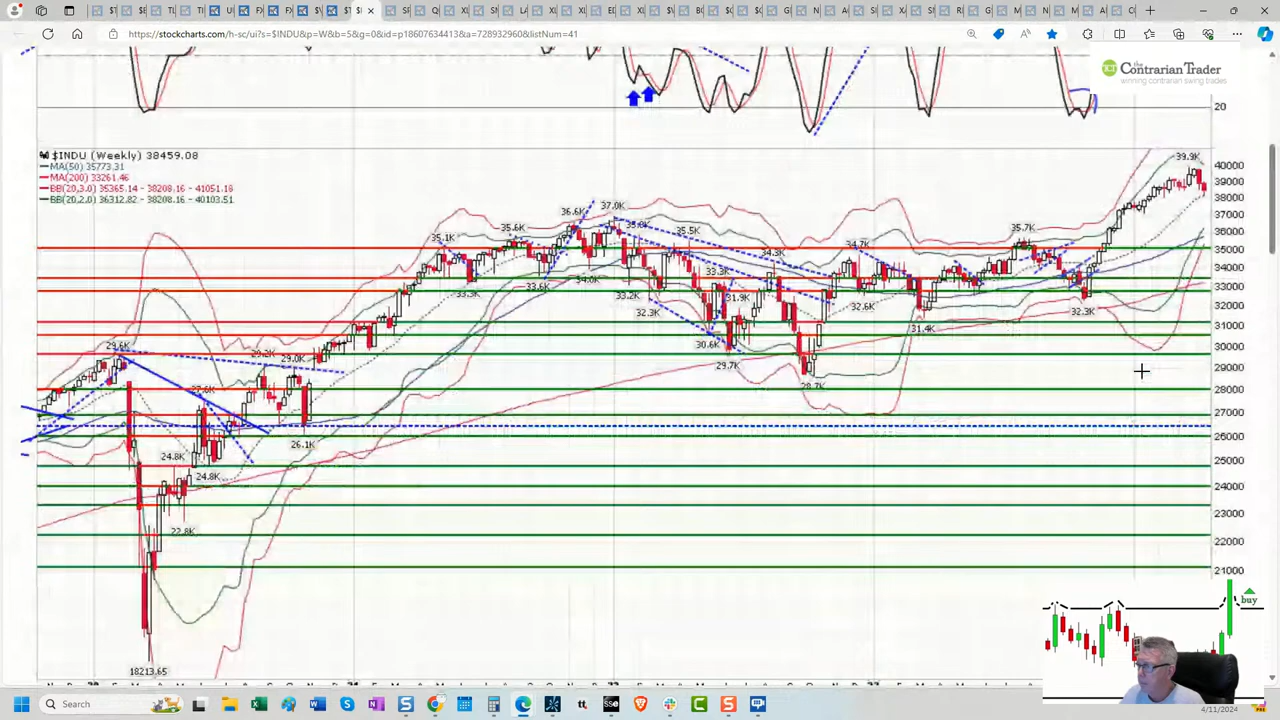 https://stockcharts.com/h-sc/ui?s=$INDU&p=W&b=5&g=0&id=p18607634413&a=728932960&listNum=41
the
Contrarian Trader
winning contrarian swing trades
20
$INDU (Weekly) 38459.08
MA(50) 35773.31
MA(200) 33261.46
BB(20,3.0) 35365.14 - 38208.16 - 41051.18
BB(20,2.0) 36312.82 - 38208.16 - 40103.51
39.9K
40000
39000
38000
37000
36000
35000
34000
33000
32000
31000
30000
29000
28000
27000
26000
25000
24000
23000
22000
21000
36.6K
37.0K
35.1K
35.6K
35.5K
34.7K
35.7K
34.3K
33.3K
33.3K
33.6K
34.0K
33.2K
31.9K
32.3K
32.6K
31.4K
32.3K
30.6K
29.7K
28.7K
29.6K
29.2K
29.0K
27.6K
26.1K
24.8K
24.8K
22.8K
18213.65
buy
Search
4/11/2024